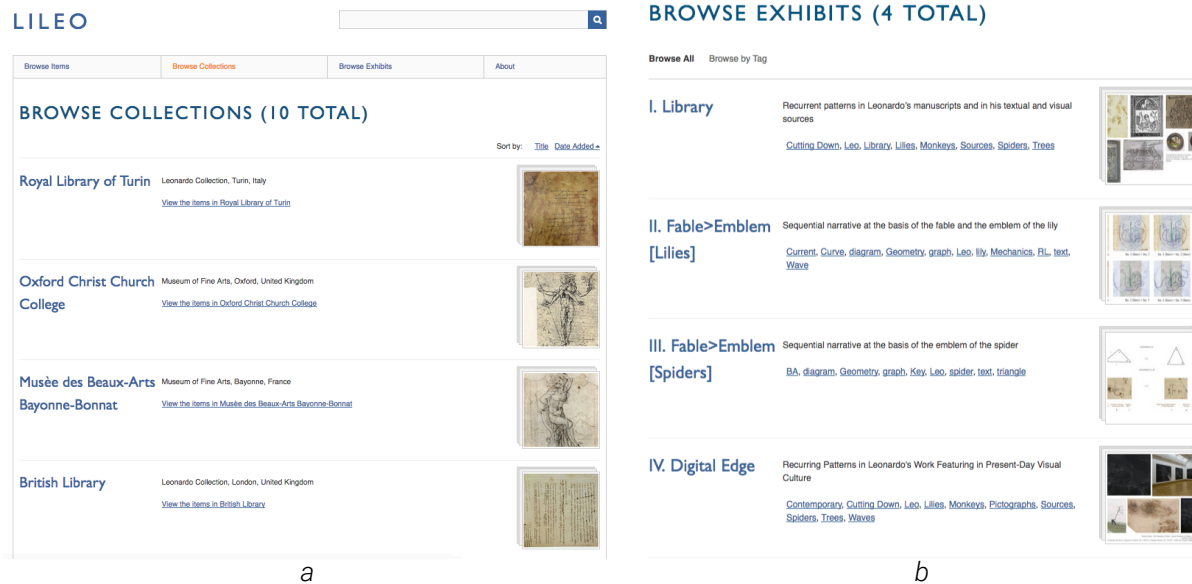 LILEO
Browse Items
Browse Collections
Browse Exhibits
About
BROWSE COLLECTIONS (10 TOTAL)
Sort by: Title Date Added
Royal Library of Turin
Leonardo Collection, Turin, Italy
View the items in Royal Library of Turin
Oxford Christ Church
College
Museum of Fine Arts, Oxford, United Kingdom
View the items in Oxford Christ Church College
Musèe des Beaux-Arts
Bayonne-Bonnat
Museum of Fine Arts, Bayonne, France
View the items in Musèe des Beaux-Arts Bayonne-Bonnat
British Library
Leonardo Collection, London, United Kingdom
View the items in British Library
a
BROWSE EXHIBITS (4 TOTAL)
Browse All Browse by Tag
I. Library
Recurrent patterns in Leonardo's manuscripts and in his textual and visual
sources
Cutting Down, Leo, Library, Lilies, Monkeys, Sources, Spiders, Trees
II. Fable>Emblem
[Lilies]
Sequential narrative at the basis of the fable and the emblem of the lily
Current, Curve, diagram, Geometry, graph, Leo, lily, Mechanics, RL, text,
Wave
III. Fable>Emblem
[Spiders]
Sequential narrative at the basis of the emblem of the spider
BA, diagram, Geometry, graph, Key, Leo, spider, text, triangle
IV. Digital Edge
Recurring Patterns in Leonardo's Work Featuring in Present-Day Visual
Culture
Contemporary, Cutting Down, Leo, Lilies, Monkeys, Pictographs, Sources,
Spiders, Trees, Waves
b